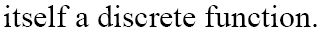 itself a discrete function.